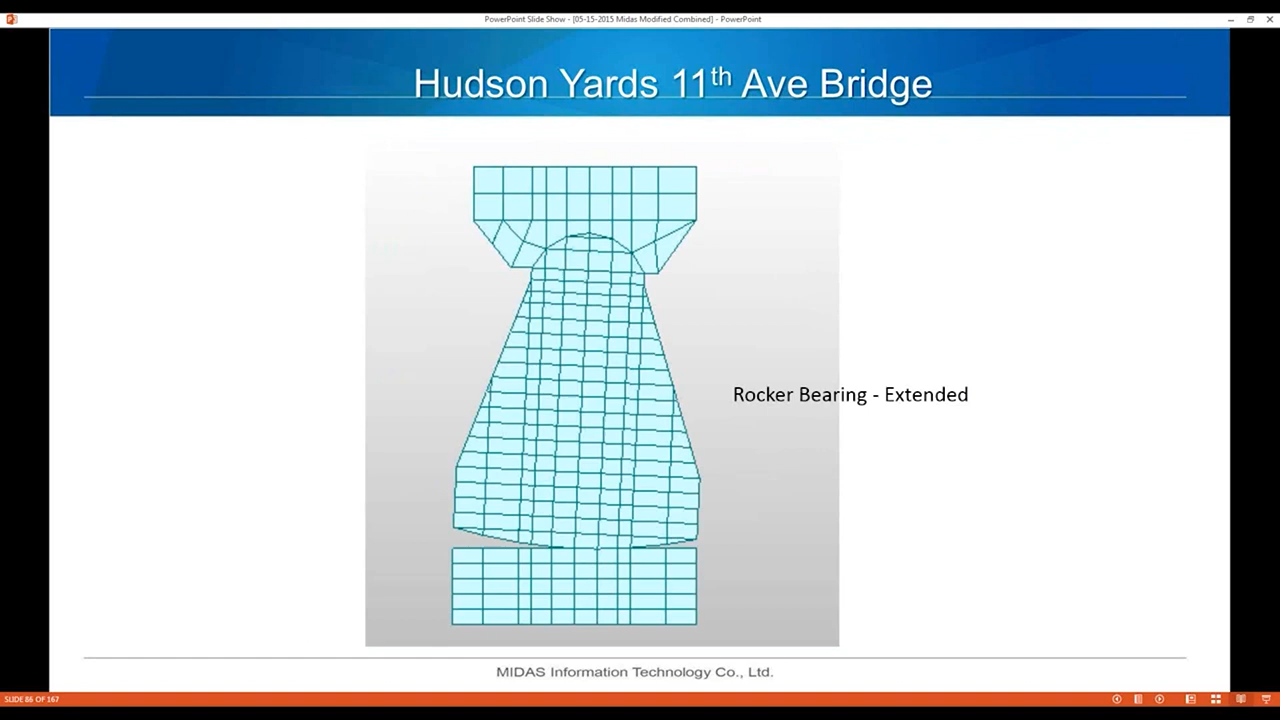 PowerPoint Slide Show - [05-15-2015 Midas Modified Combined] - PowerPoint
Hudson Yards 11th Ave Bridge
Rocker Bearing - Extended
MIDAS Information Technology Co., Ltd.
SLIDE 86 OF 167